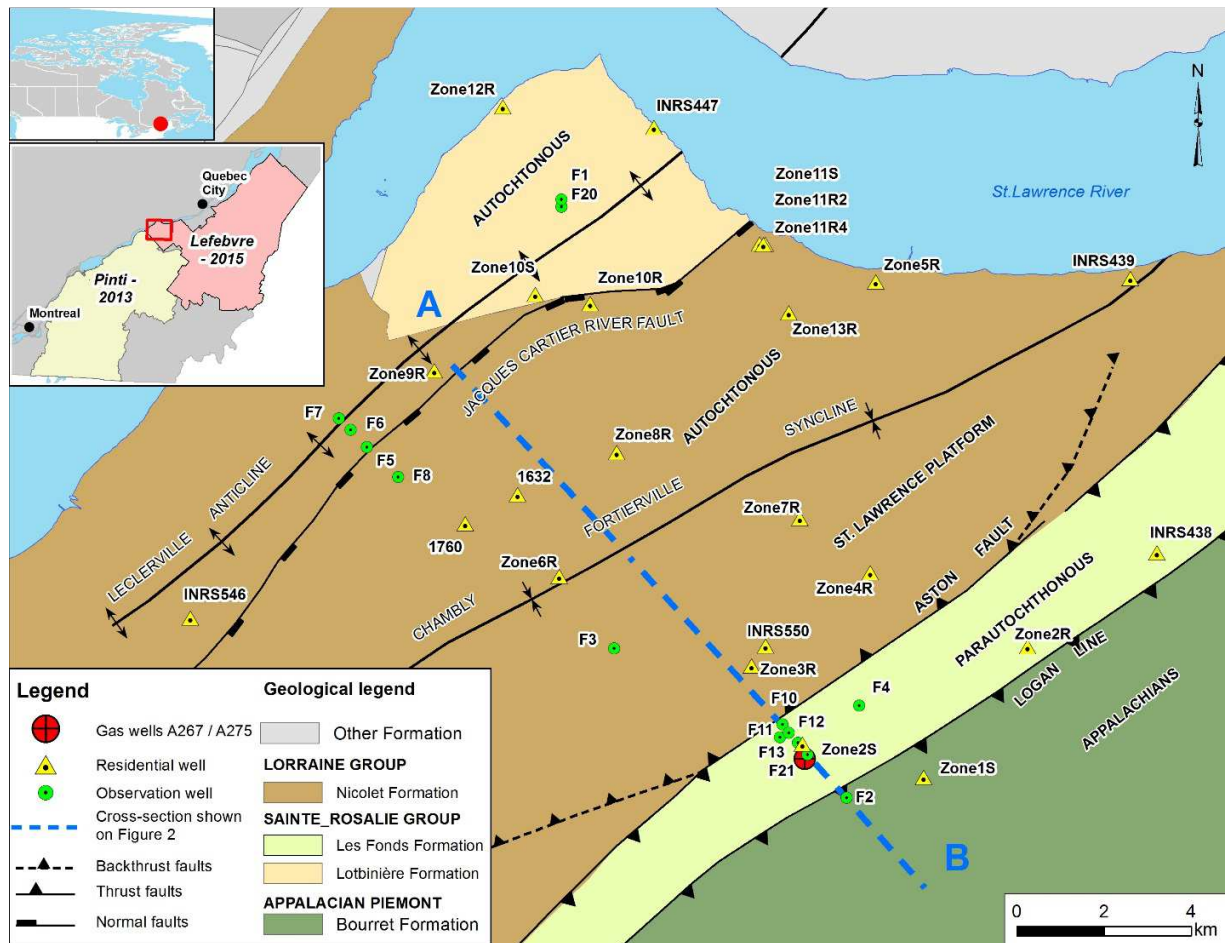 Quebec
City
Lefebvre
- 2015
Pinti -
2013
Montreal
N
Zone12R
INRS447
AUTOCHTONOUS
F1
F20
Zone11S
Zone11R2
Zone11R4
St.Lawrence River
Zone10S
Zone10R
Zone5R
INRS439
A
JACQUES CARTIER RIVER FAULT
Zone13R
Zone9R
AUTOCHTONOUS
F7
F6
F5
F8
Zone8R
SYNCLINE
1632
ST. LAWRENCE PLATFORM
LECLERVILLE ANTICLINE
1760
FORTIERVILLE
Zone7R
INRS438
INRS546
Zone6R
CHAMBLY
Zone4R
ASTON FAULT
PARAUTOCHTHONOUS
F3
INRS550
Zone3R
Zone2R
LOGAN LINE
APPALACHIANS
F10
F4
F12
F11
F13
Zone2S
F21
Zone1S
F2
B
Legend
Gas wells A267 / A275
Residential well
Observation well
Cross-section shown
on Figure 2
Backthrust faults
Thrust faults
Normal faults
Geological legend
Other Formation
LORRAINE GROUP
Nicolet Formation
SAINTE_ROSALIE GROUP
Les Fonds Formation
Lotbinière Formation
APPALACIAN PIEMONT
Bourret Formation
0 2 4
km